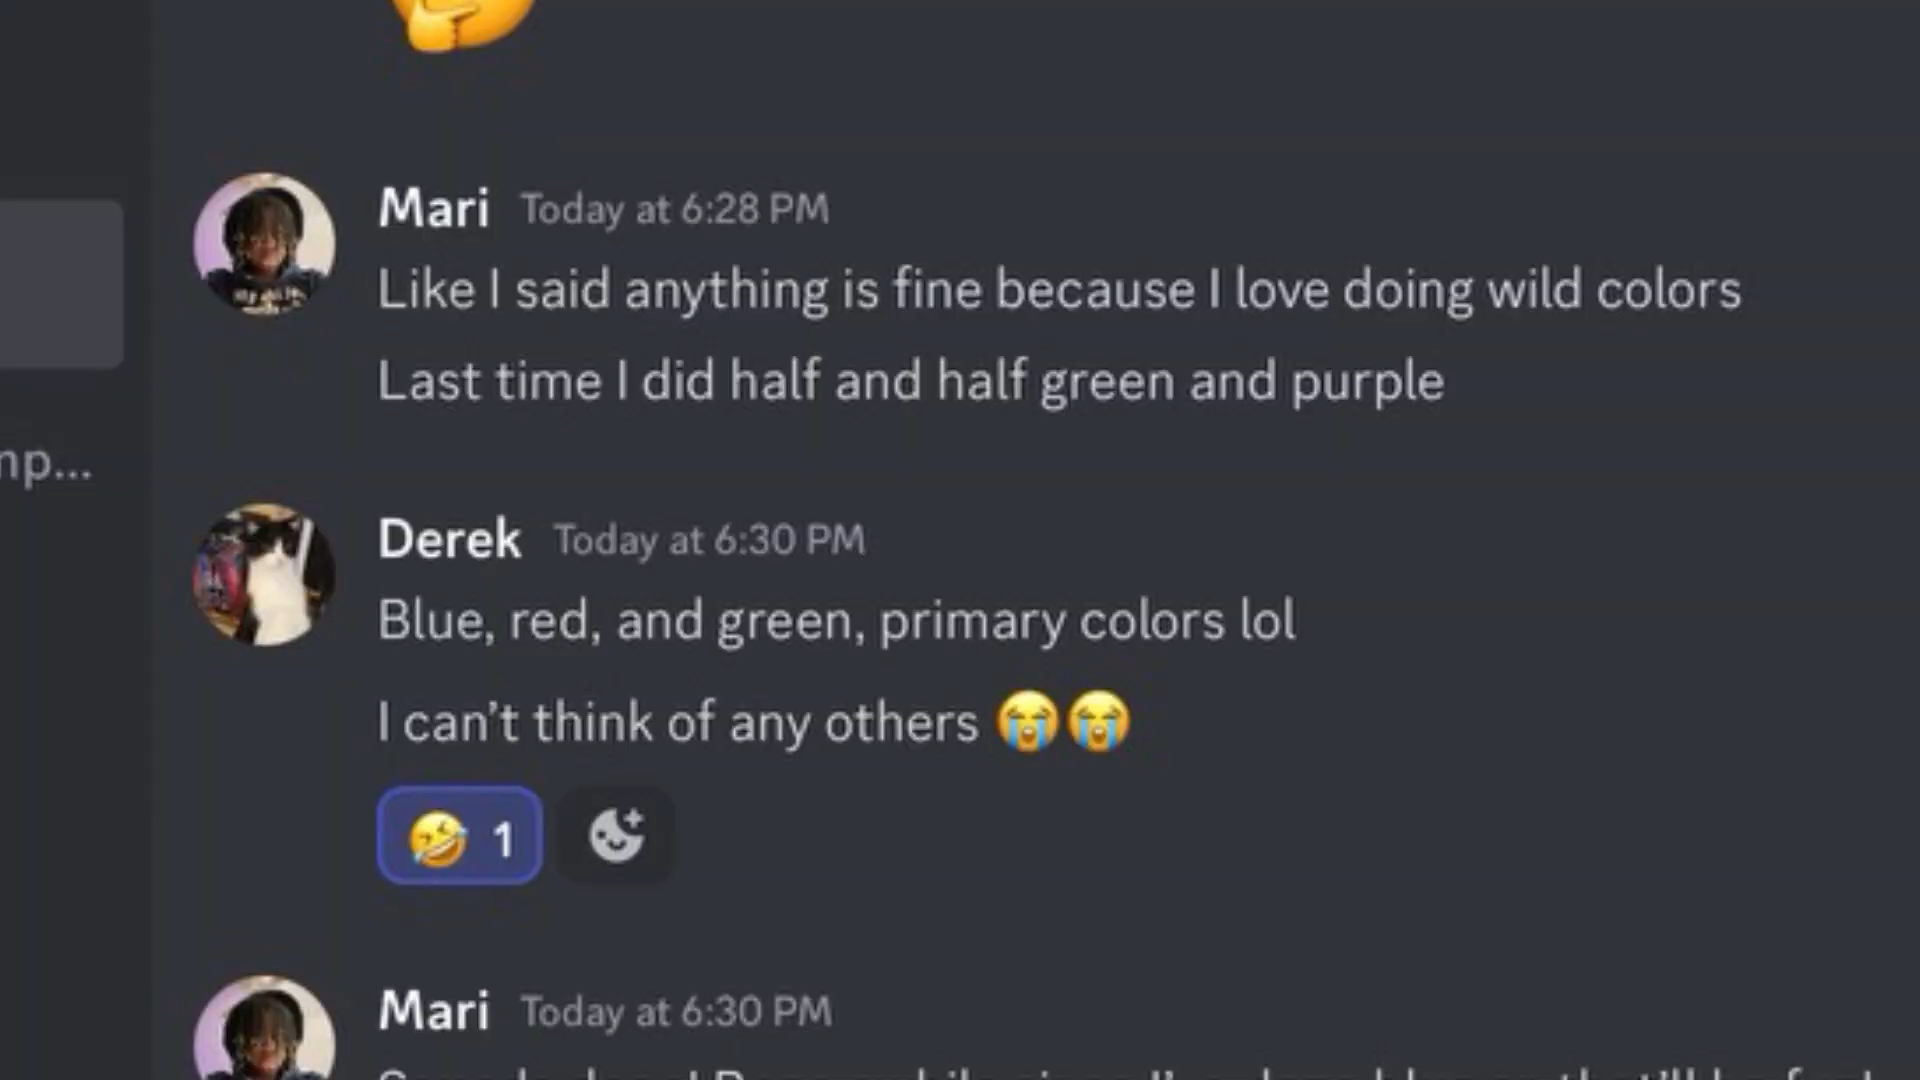 Mari Today at 6:28 PM
Like I said anything is fine because I love doing wild colors
Last time I did half and half green and purple
mp...
Derek Today at 6:30 PM
Blue, red, and green, primary colors lol
I can't think of any others 😭😭
🤣 1
Mari Today at 6:30 PM